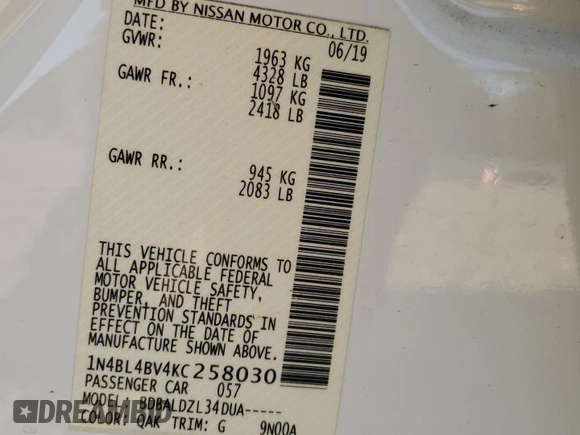 MFD BY NISSAN MOTOR CO., LTD.
DATE: 06/19
GVWR: 1963 KG
4328 LB
GAWR FR.: 1097 KG
2418 LB
GAWR RR.: 945 KG
2083 LB
THIS VEHICLE CONFORMS TO
ALL APPLICABLE FEDERAL
MOTOR VEHICLE SAFETY,
BUMPER, AND THEFT
PREVENTION STANDARDS IN
EFFECT ON THE DATE OF
MANUFACTURE SHOWN ABOVE.
1N4BL4BV4KC258030
PASSENGER CAR 057
MODEL: BDBALDZL34DUA-----
COLOR: QAK TRIM: G 9N00A
DREAMBID